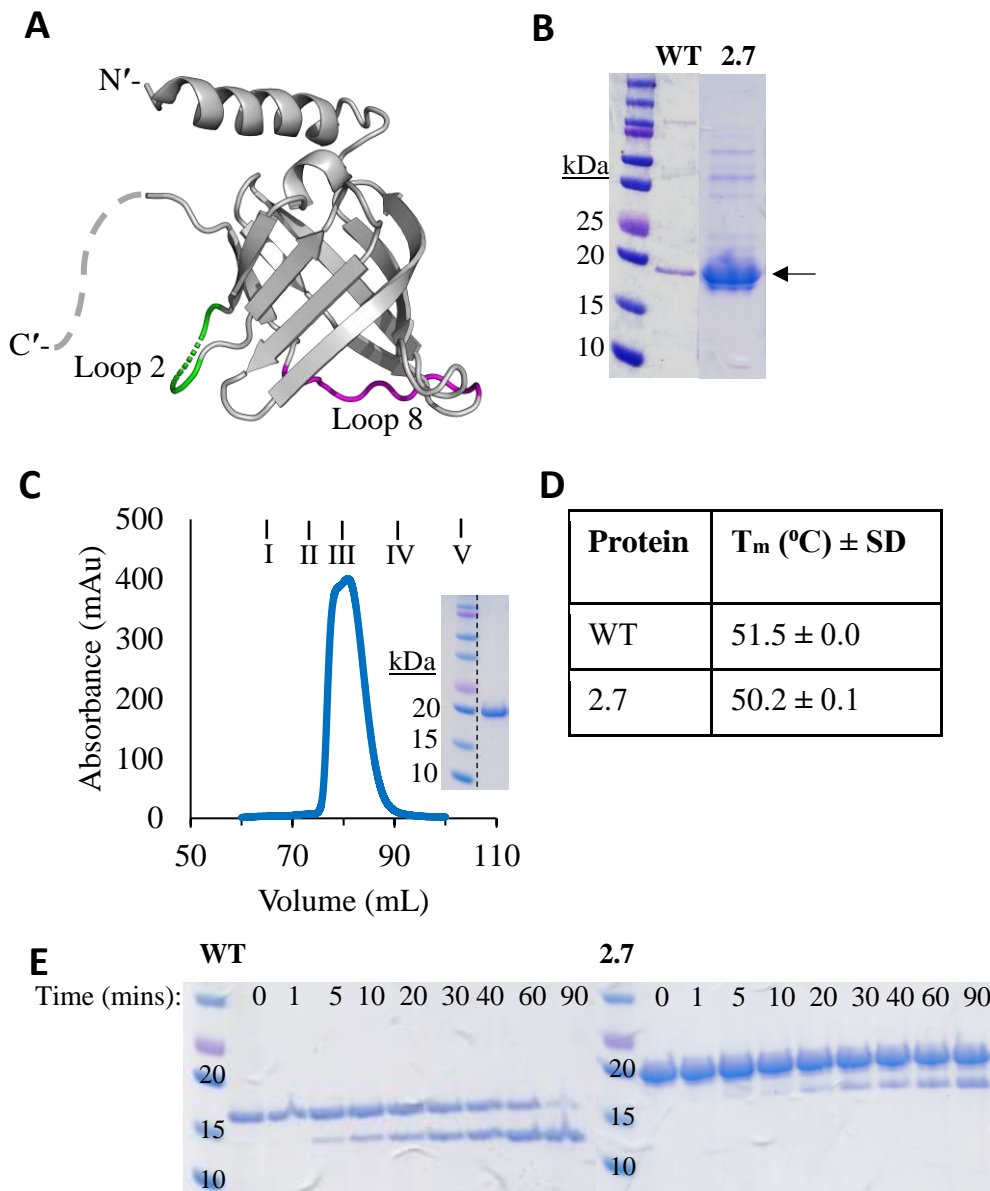 A
N′-
C′-
Loop 2
Loop 8
B
WT 2.7
kDa
25
20
15
10
C
500
400
300
200
100
0
Absorbance (mAu)
I II III IV V
kDa
20
15
10
50 70 90 110
Volume (mL)
D
Protein Tm (⁰C) ± SD
WT 51.5 ± 0.0
2.7 50.2 ± 0.1
E
WT
Time (mins): 0 1 5 10 20 30 40 60 90
20
15
10
2.7
0 1 5 10 20 30 40 60 90
20
15
10